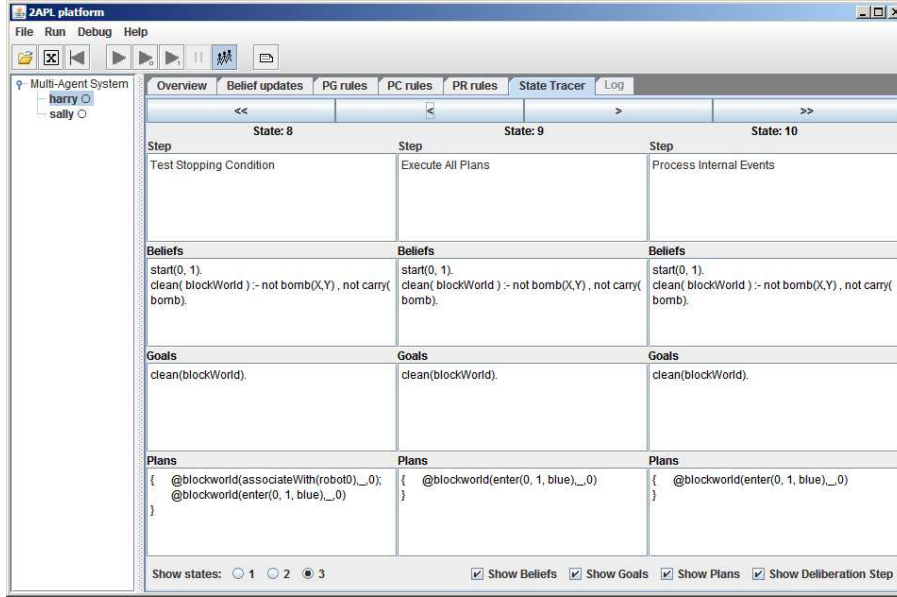 2APL platform
File Run Debug Help
Multi-Agent System
harry
sally
Overview Belief updates PG rules PC rules PR rules State Tracer Log
<< < > >>
State: 8 State: 9 State: 10
Step Step Step
Test Stopping Condition Execute All Plans Process Internal Events
Beliefs Beliefs Beliefs
start(0, 1). start(0, 1). start(0, 1).
clean( blockWorld ) :- not bomb(X,Y) , not carry( clean( blockWorld ) :- not bomb(X,Y) , not carry( clean( blockWorld ) :- not bomb(X,Y) , not carry(
bomb). bomb). bomb).
Goals Goals Goals
clean(blockWorld). clean(blockWorld). clean(blockWorld).
Plans Plans Plans
{ @blockworld(associateWith(robot0),_,0); { @blockworld(enter(0, 1, blue),_,0) { @blockworld(enter(0, 1, blue),_,0)
@blockworld(enter(0, 1, blue),_,0) } }
}
Show states: 1 2 3 Show Beliefs Show Goals Show Plans Show Deliberation Step